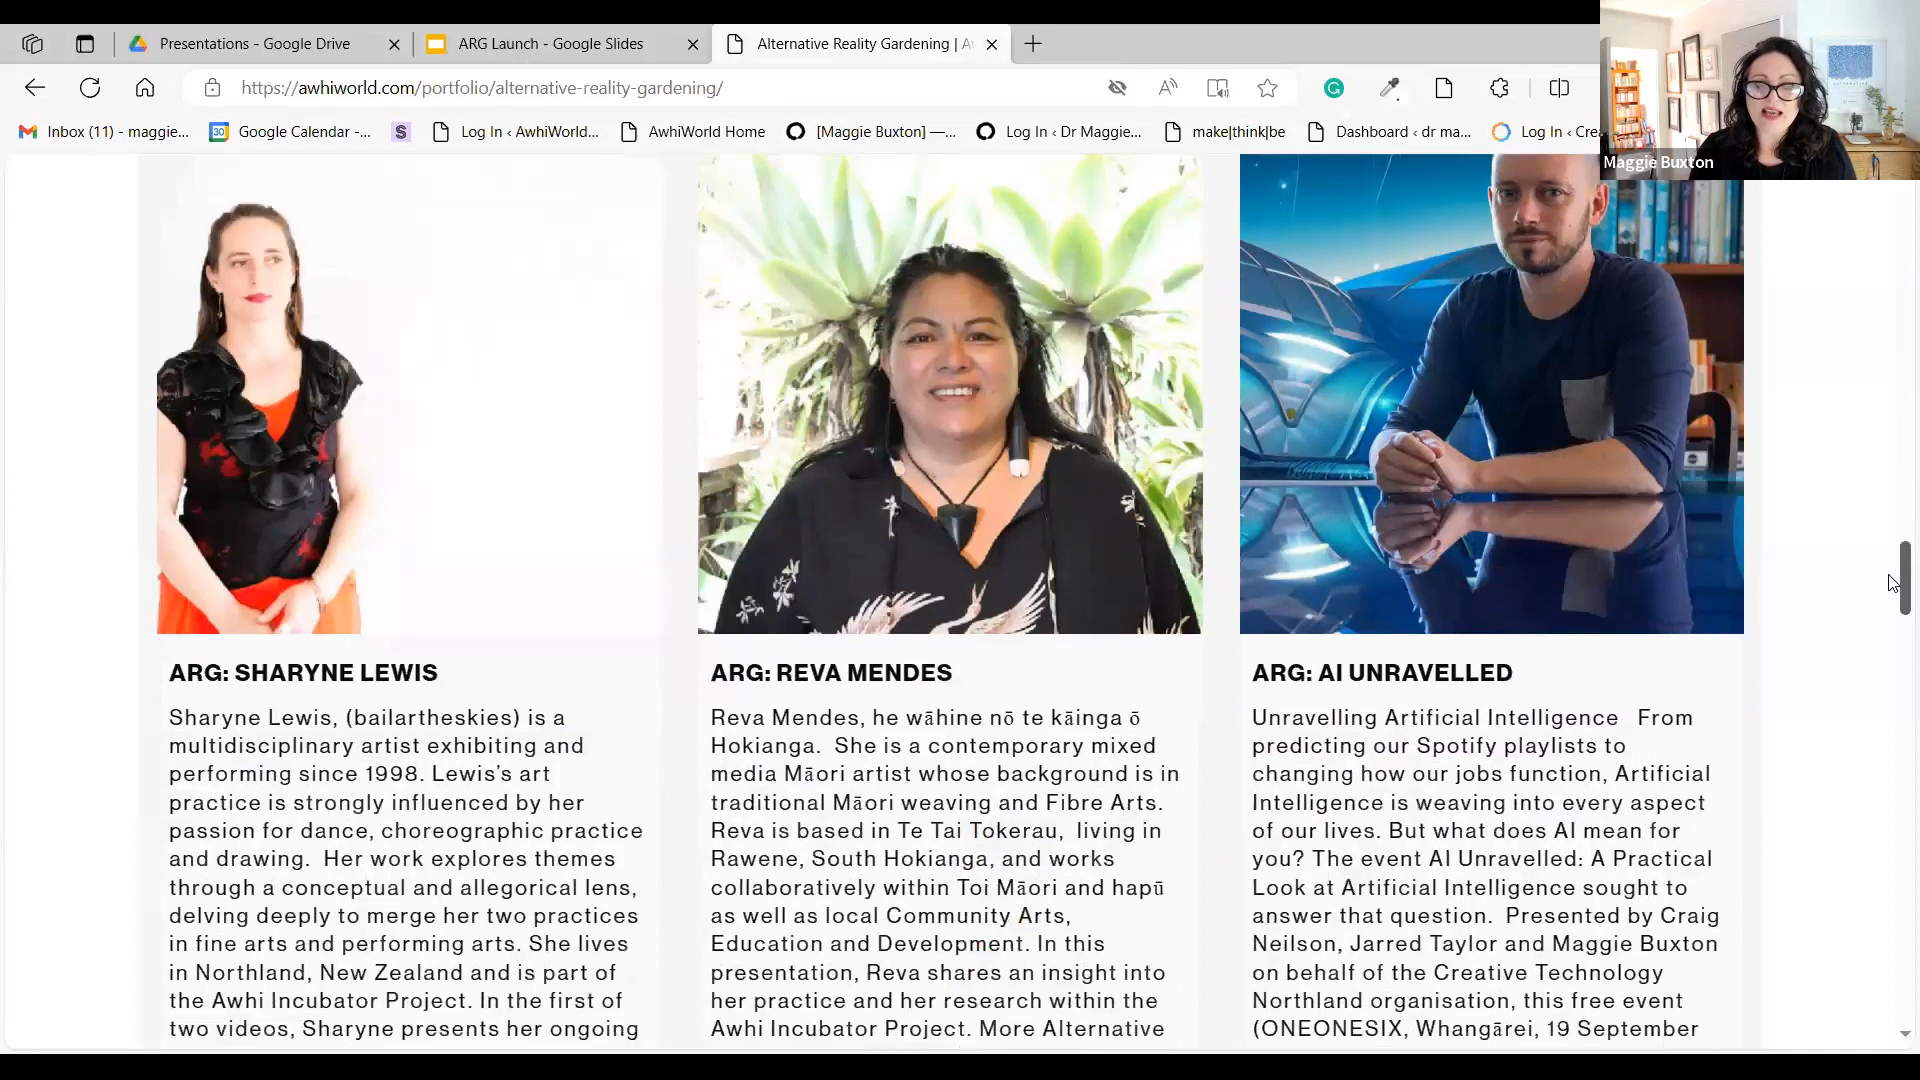 Presentations - Google Drive
ARG Launch - Google Slides
Alternative Reality Gardening | A
https://awhiworld.com/portfolio/alternative-reality-gardening/
Inbox (11) - maggie...
30
Google Calendar -...
S
Log In ‹ AwhiWorld...
AwhiWorld Home
[Maggie Buxton] —...
Log In ‹ Dr Maggie...
make|think|be
Dashboard ‹ dr ma...
Log In ‹ Crea
Maggie Buxton
ARG: SHARYNE LEWIS
Sharyne Lewis, (bailartheskies) is a
multidisciplinary artist exhibiting and
performing since 1998. Lewis’s art
practice is strongly influenced by her
passion for dance, choreographic practice
and drawing.  Her work explores themes
through a conceptual and allegorical lens,
delving deeply to merge her two practices
in fine arts and performing arts. She lives
in Northland, New Zealand and is part of
the Awhi Incubator Project. In the first of
two videos, Sharyne presents her ongoing
ARG: REVA MENDES
Reva Mendes, he wāhine nō te kāinga ō
Hokianga.  She is a contemporary mixed
media Māori artist whose background is in
traditional Māori weaving and Fibre Arts.
Reva is based in Te Tai Tokerau,  living in
Rawene, South Hokianga, and works
collaboratively within Toi Māori and hapū
as well as local Community Arts,
Education and Development. In this
presentation, Reva shares an insight into
her practice and her research within the
Awhi Incubator Project. More Alternative
ARG: AI UNRAVELLED
Unravelling Artificial Intelligence   From
predicting our Spotify playlists to
changing how our jobs function, Artificial
Intelligence is weaving into every aspect
of our lives. But what does AI mean for
you? The event AI Unravelled: A Practical
Look at Artificial Intelligence sought to
answer that question.  Presented by Craig
Neilson, Jarred Taylor and Maggie Buxton
on behalf of the Creative Technology
Northland organisation, this free event
(ONEONESIX, Whangārei, 19 September